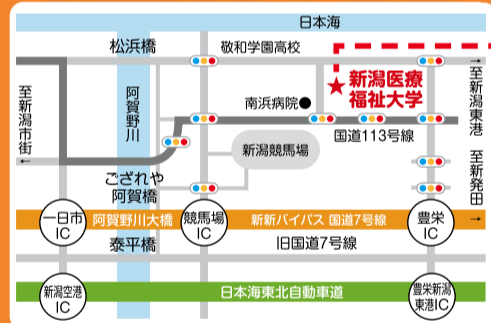 日本海
松浜橋
敬和学園高校
至新潟東港
★新潟医療
福祉大学
至新潟市街
阿賀野川
南浜病院●
国道113号線
新潟競馬場
ござれや
阿賀橋
至新発田
一日市
IC
阿賀野川大橋
競馬場
IC
新新バイパス 国道7号線
豊栄
IC
泰平橋
旧国道7号線
新潟空港
IC
日本海東北自動車道
豊栄新潟
東港IC